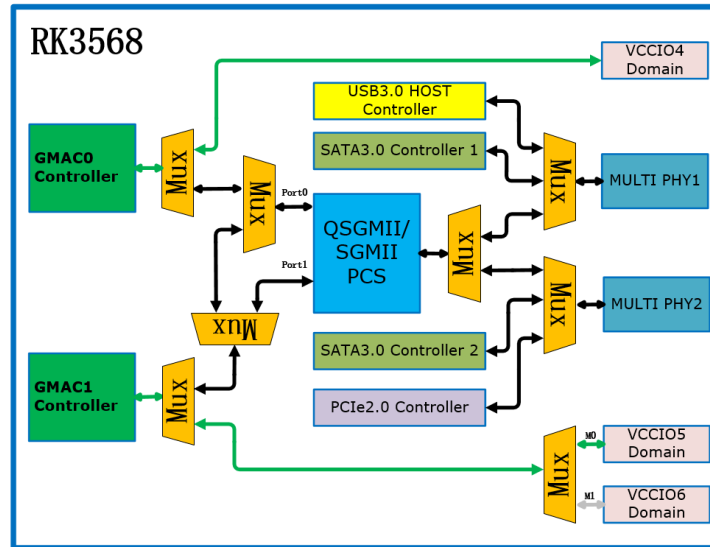 RK3568
VCCIO4
Domain
USB3.0 HOST
Controller
GMAC0
Controller
Mux
SATA3.0 Controller 1
Mux
Mux
MULTI PHY1
Port0
QSGMII/
SGMII
PCS
Mux
Port1
Mux
Mux
MULTI PHY2
GMAC1
Controller
Mux
SATA3.0 Controller 2
PCIe2.0 Controller
Mux
M0
VCCIO5
Domain
M1
VCCIO6
Domain